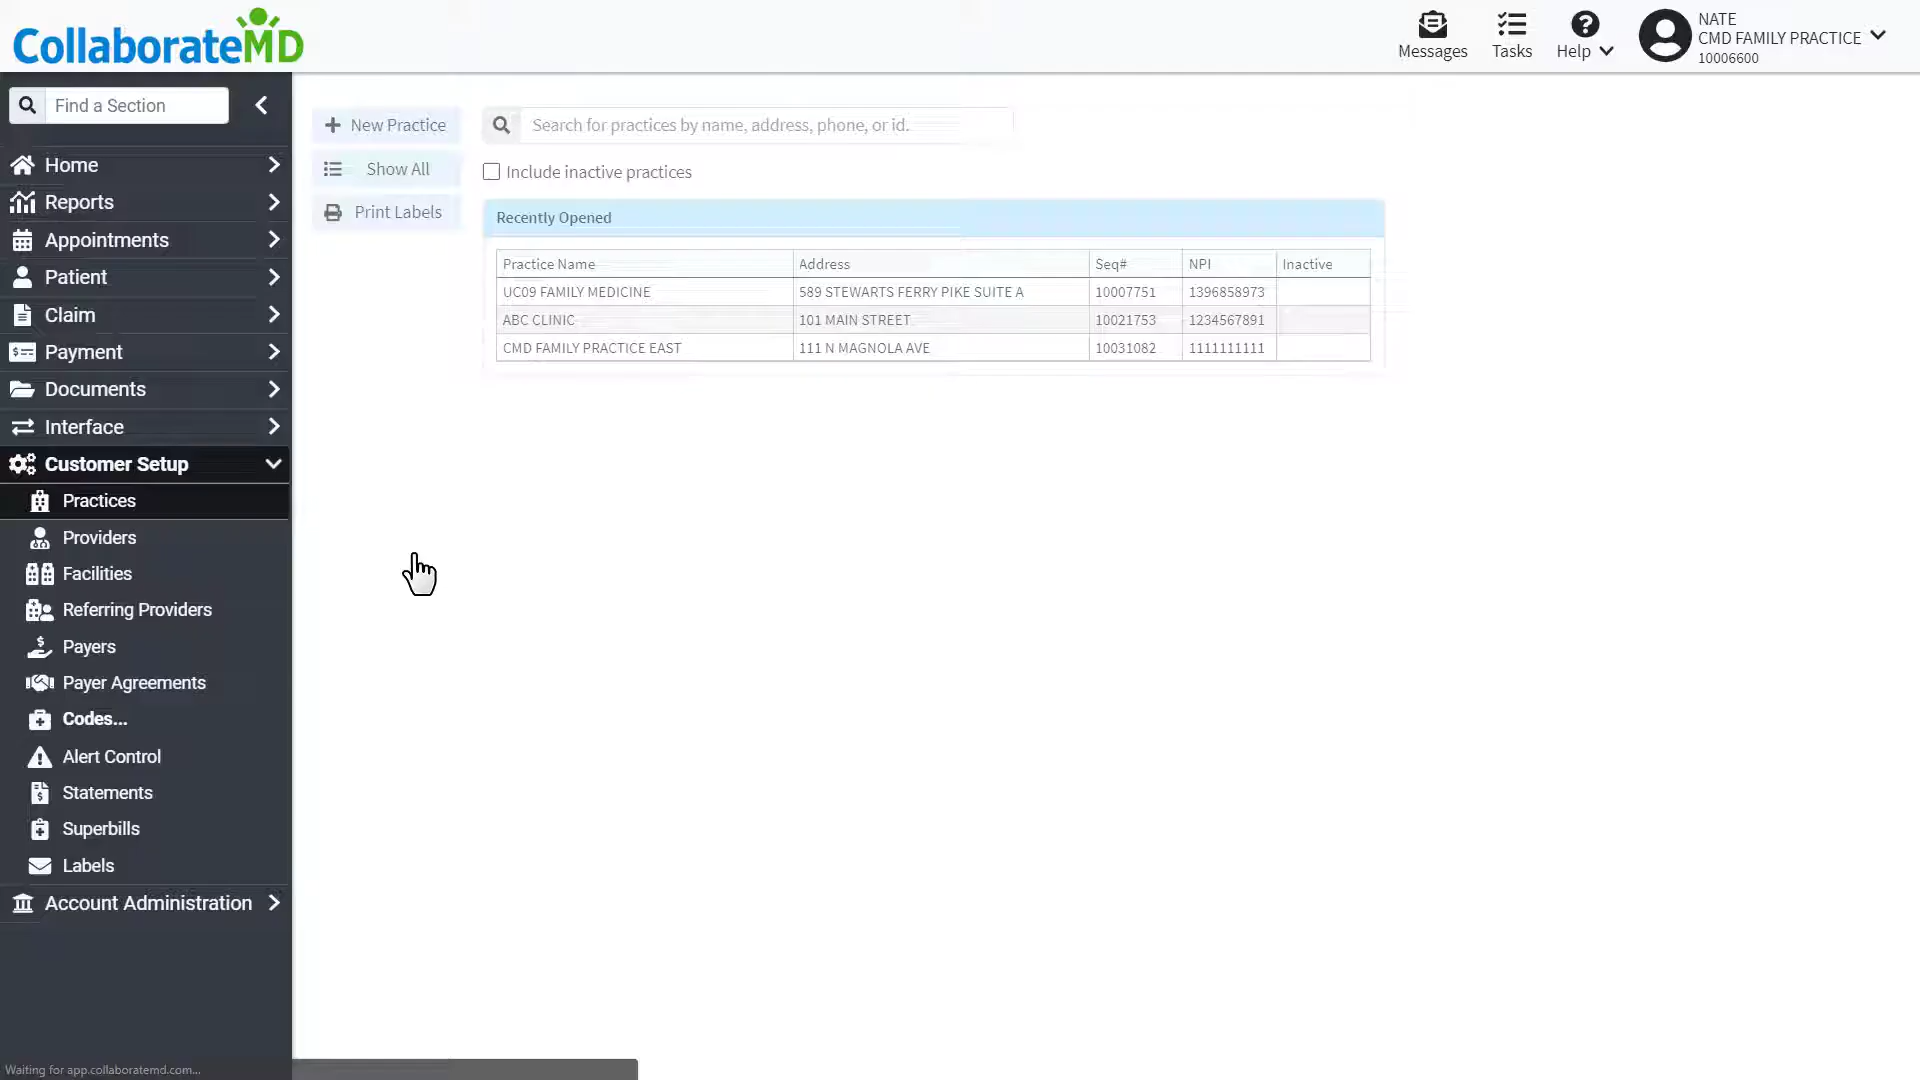 CollaborateMD
Messages
Tasks
Help
NATE
CMD FAMILY PRACTICE
10006600
Find a Section
Home
Reports
Appointments
Patient
Claim
Payment
Documents
Interface
Customer Setup
Practices
Providers
Facilities
Referring Providers
Payers
Payer Agreements
Codes...
Alert Control
Statements
Superbills
Labels
Account Administration
Waiting for app.collaboratemd.com...
New Practice
Show All
Print Labels
Search for practices by name, address, phone, or id.
Include inactive practices
Recently Opened
Practice Name Address Seq# NPI Inactive
UC09 FAMILY MEDICINE 589 STEWARTS FERRY PIKE SUITE A 10007751 1396858973
ABC CLINIC 101 MAIN STREET 10021753 1234567891
CMD FAMILY PRACTICE EAST 111 N MAGNOLA AVE 10031082 1111111111